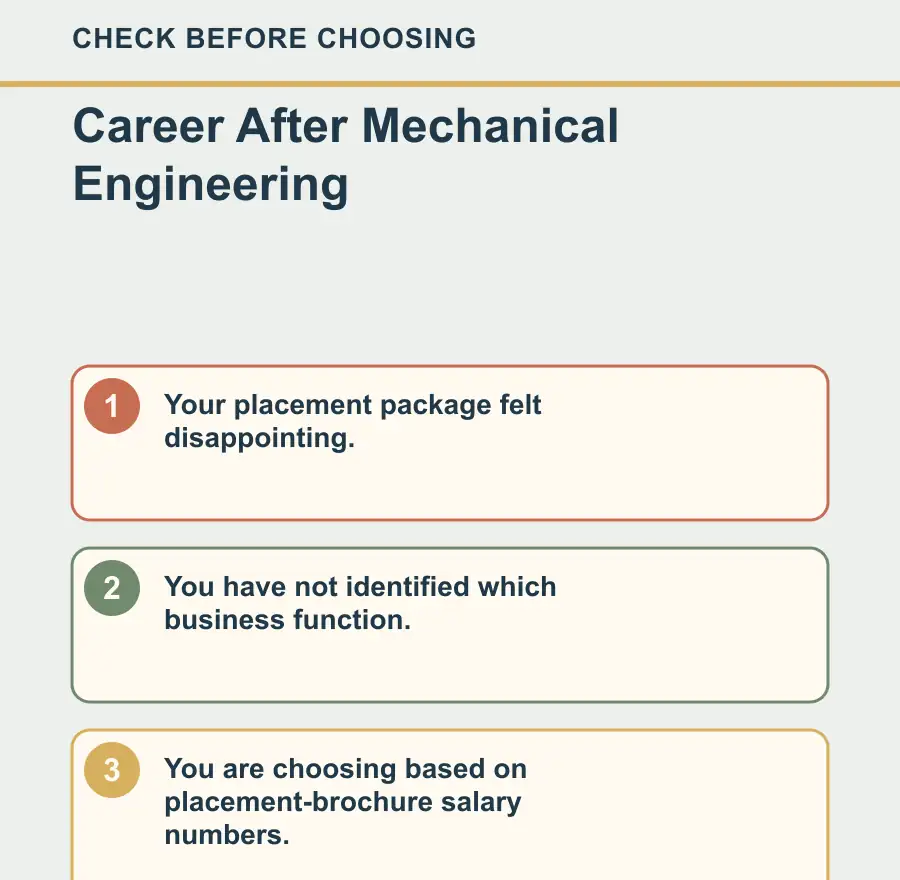 CHECK BEFORE CHOOSING
Career After Mechanical
Engineering
1
Your placement package felt
disappointing.
2
You have not identified which
business function.
3
You are choosing based on
placement-brochure salary
numbers.